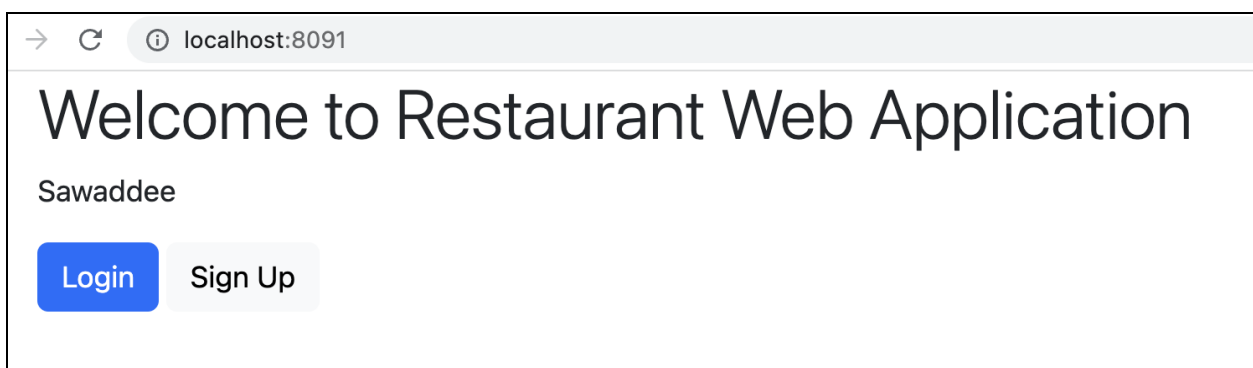 localhost:8091
Welcome to Restaurant Web Application
Sawaddee
Login Sign Up